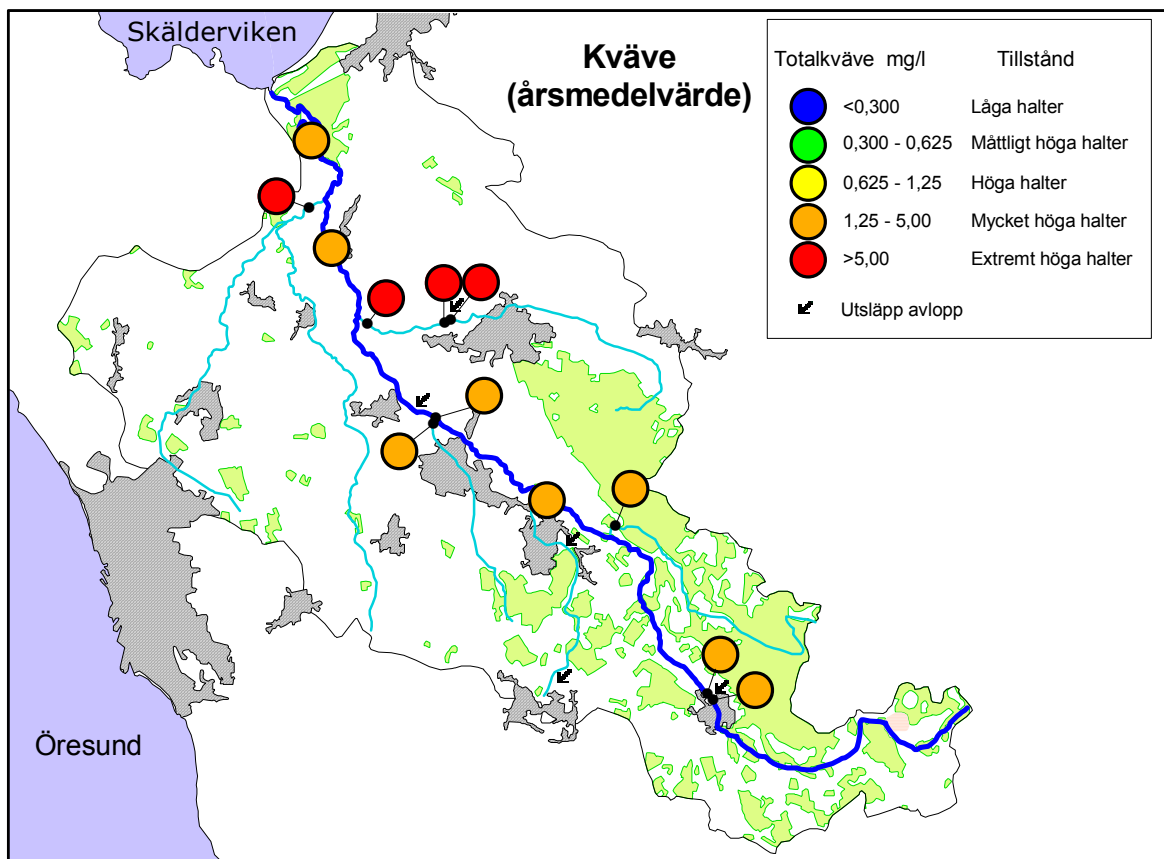 Skälderviken
Kväve
(årsmedelvärde)
Totalkväve mg/l Tillstånd
<0,300 Låga halter
0,300 - 0,625 Måttligt höga halter
0,625 - 1,25 Höga halter
1,25 - 5,00 Mycket höga halter
>5,00 Extremt höga halter
Utsläpp avlopp
Öresund